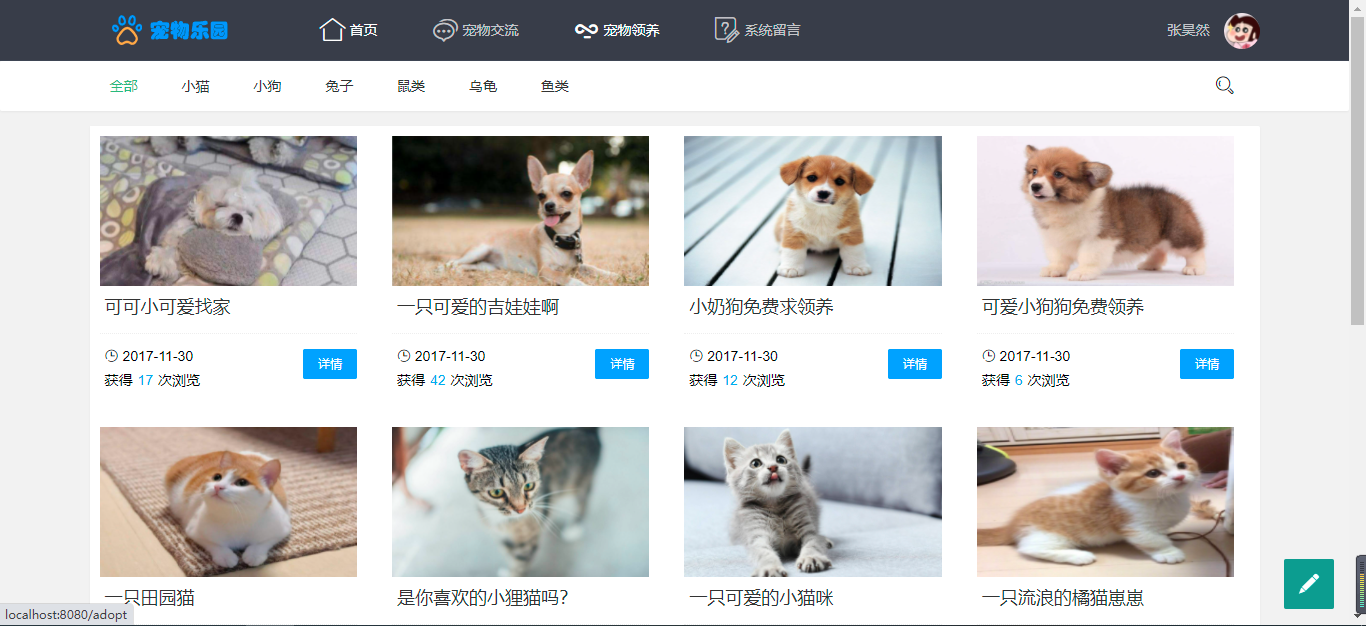 宠物乐园 首页 宠物交流 宠物领养 系统留言 张昊然
全部 小猫 小狗 兔子 鼠类 乌龟 鱼类
可可小可爱找家 一只可爱的吉娃娃啊 小奶狗免费求领养 可爱小狗狗免费领养
2017-11-30 详情 2017-11-30 详情 2017-11-30 详情 2017-11-30 详情
获得 17 次浏览 获得 42 次浏览 获得 12 次浏览 获得 6 次浏览
一只田园猫 是你喜欢的小狸猫吗? 一只可爱的小猫咪 一只流浪的橘猫崽崽
localhost:8080/adopt